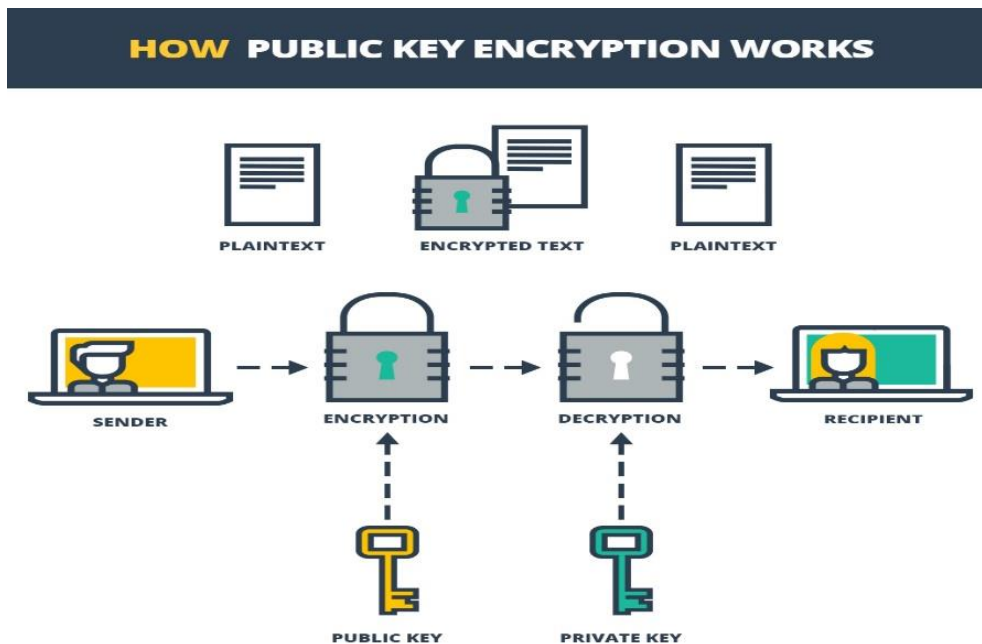 HOW PUBLIC KEY ENCRYPTION WORKS
PLAINTEXT
ENCRYPTED TEXT
PLAINTEXT
SENDER
ENCRYPTION
DECRYPTION
RECIPIENT
PUBLIC KEY
PRIVATE KEY